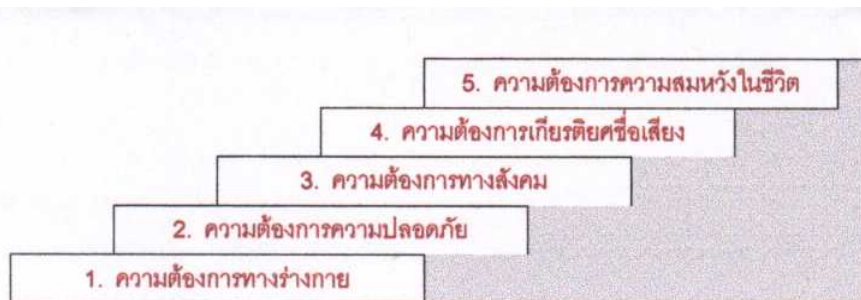 5. ความต้องการความสมหวังในชีวิต
4. ความต้องการเกียรติยศชื่อเสียง
3. ความต้องการทางสังคม
2. ความต้องการความปลอดภัย
1. ความต้องการทางร่างกาย